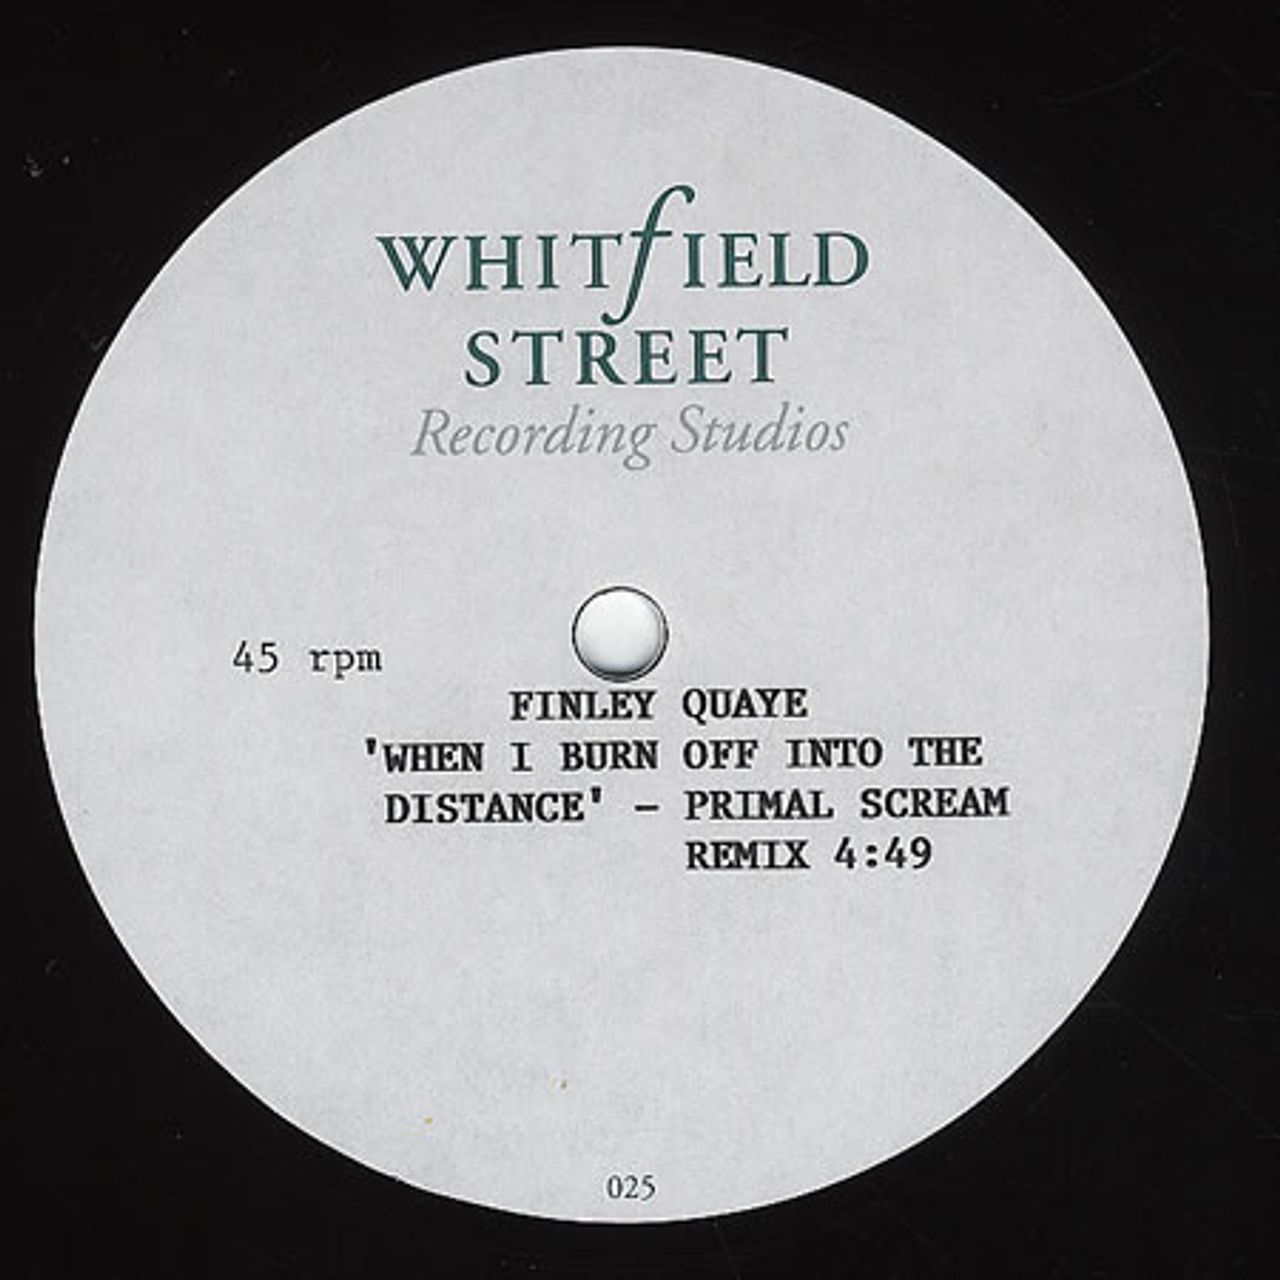 WHITfIELD
STREET
Recording Studios
45 rpm
FINLEY QUAYE
'WHEN I BURN OFF INTO THE
DISTANCE' - PRIMAL SCREAM
REMIX 4:49
025